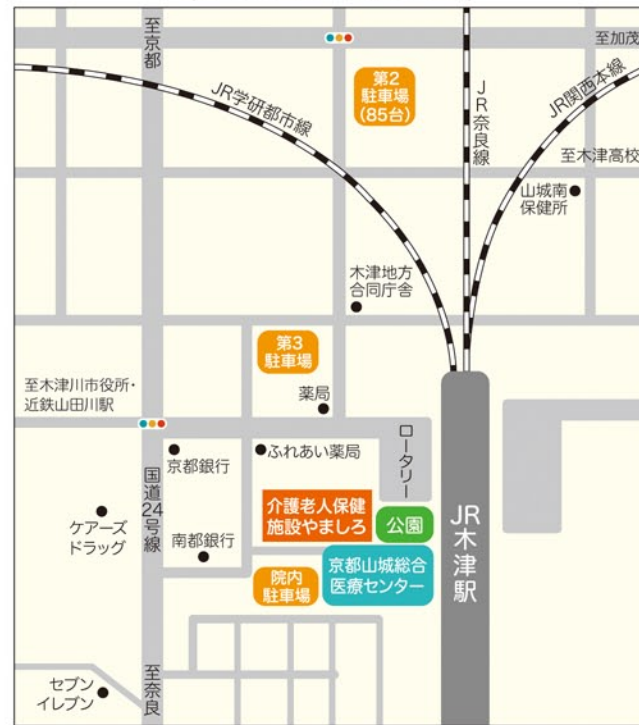 至京都
至加茂
第2
駐車場
(85台)
JR学研都市線
JR奈良線
JR関西本線
至木津高校
山城南
保健所
木津地方
合同庁舎
第3
駐車場
薬局
至木津川市役所・
近鉄山田川駅
ロータリー
京都銀行
ふれあい薬局
国道24号線
ケアーズ
ドラッグ
介護老人保健
施設やましろ
公園
JR木津駅
南都銀行
京都山城総合
医療センター
院内
駐車場
至奈良
セブン
イレブン